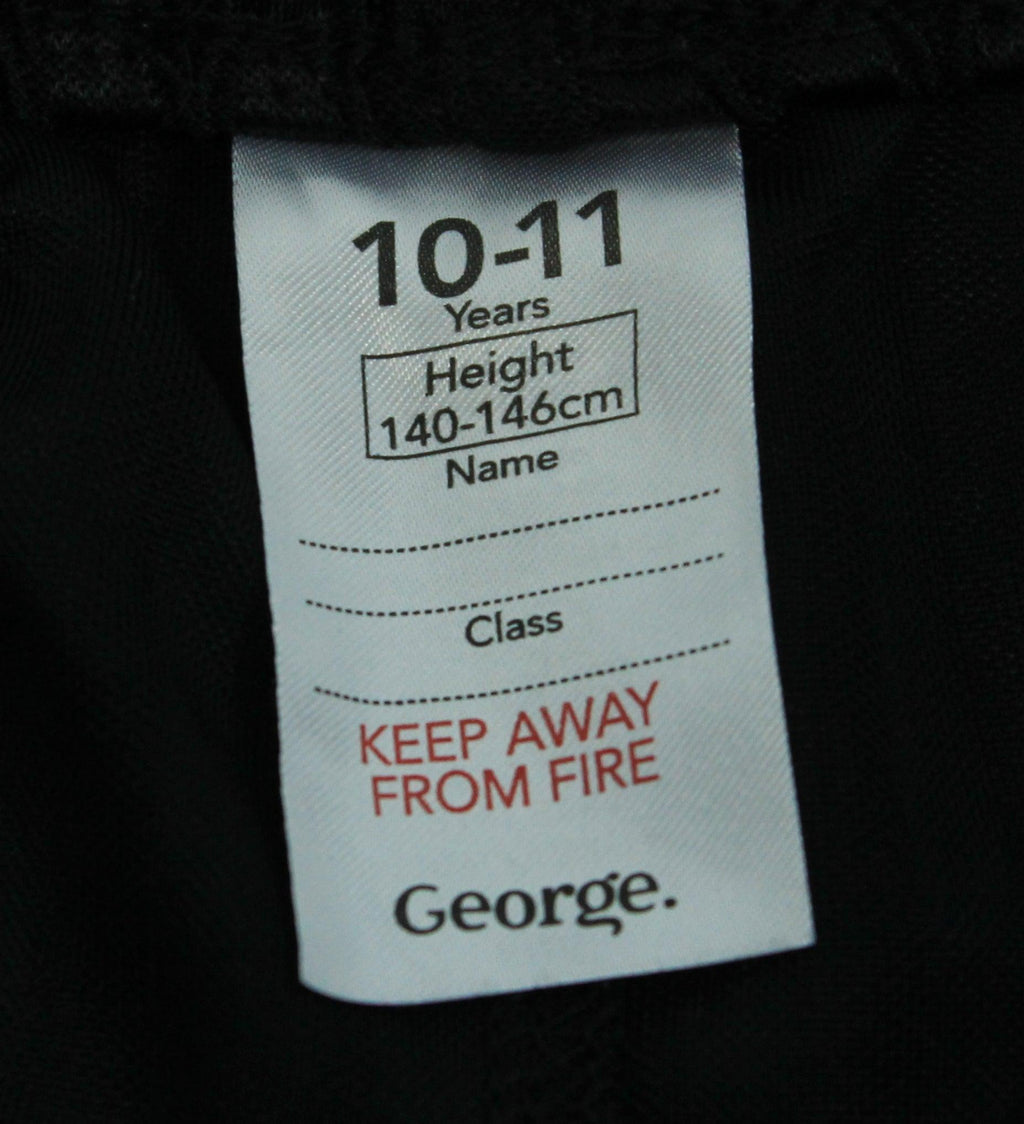 10-11
Years
Height
140-146cm
Name
Class
KEEP AWAY
FROM FIRE
George.